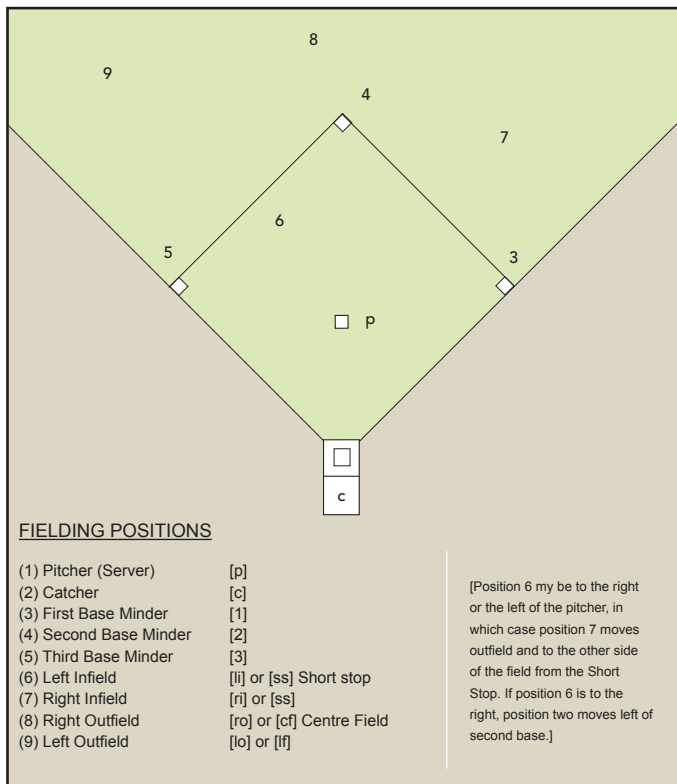 8
9
4
7
6
5
3
p
c
FIELDING POSITIONS
(1) Pitcher (Server) [p]
(2) Catcher [c]
(3) First Base Minder [1]
(4) Second Base Minder [2]
(5) Third Base Minder [3]
(6) Left Infield [li] or [ss] Short stop
(7) Right Infield [ri] or [ss]
(8) Right Outfield [ro] or [cf] Centre Field
(9) Left Outfield [lo] or [lf]
[Position 6 my be to the right
or the left of the pitcher, in
which case position 7 moves
outfield and to the other side
of the field from the Short
Stop. If position 6 is to the
right, position two moves left of
second base.]